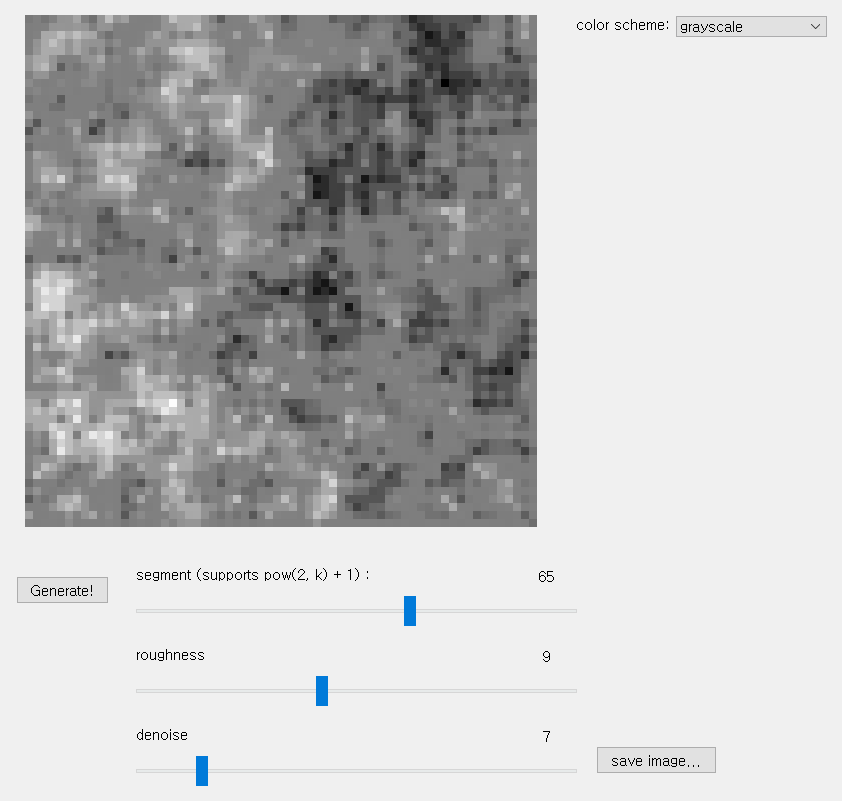 color scheme: grayscale
segment (supports pow(2, k) + 1) : 65
Generate!
roughness 9
denoise 7
save image...